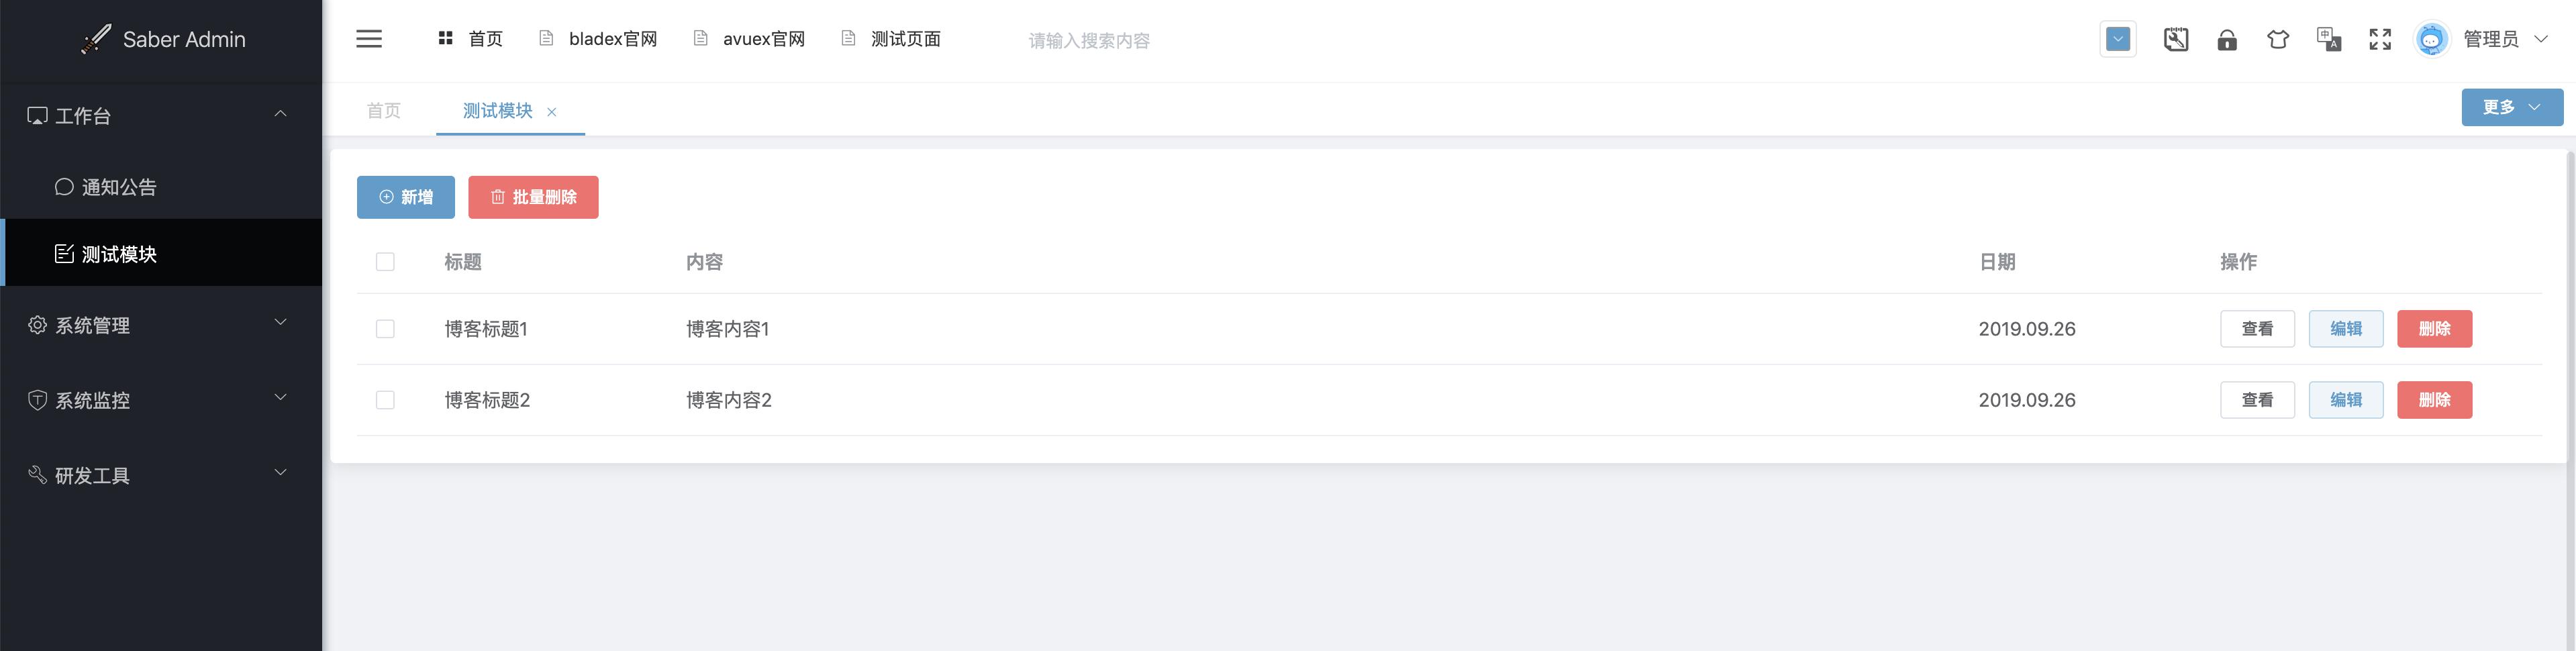 Saber Admin
首页 bladex官网 avuex官网 测试页面 请输入搜索内容 中 A 管理员
工作台
通知公告
测试模块
系统管理
系统监控
研发工具
首页 测试模块 更多
新增 批量删除
标题 内容 日期 操作
博客标题1 博客内容1 2019.09.26 查看 编辑 删除
博客标题2 博客内容2 2019.09.26 查看 编辑 删除